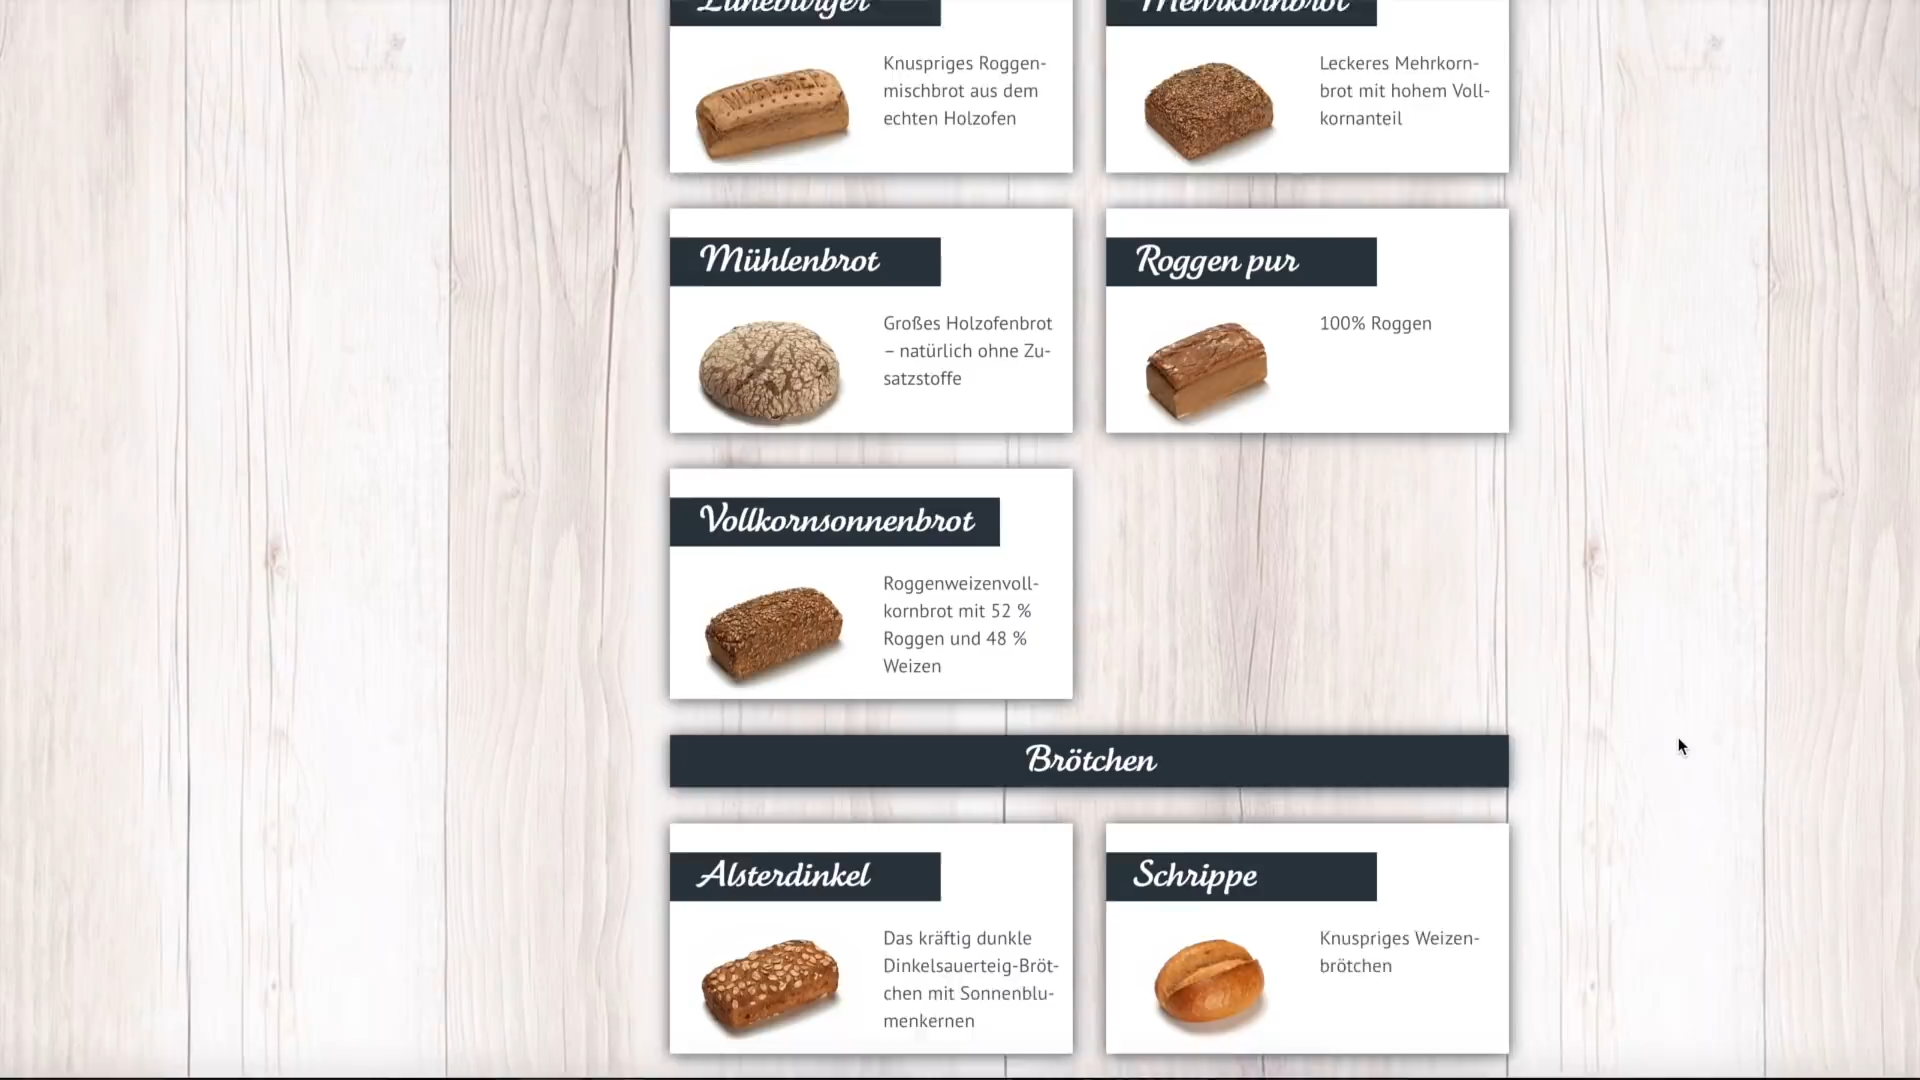 Lüneburger
Mehrkornbrot
Knuspriges Roggen-
mischbrot aus dem
echten Holzofen
Leckeres Mehrkorn-
brot mit hohem Voll-
kornanteil
Mühlenbrot
Roggen pur
Großes Holzofenbrot
– natürlich ohne Zu-
satzstoffe
100% Roggen
Vollkornsonnenbrot
Roggenweizenvoll-
kornbrot mit 52 %
Roggen und 48 %
Weizen
Brötchen
Alsterdinkel
Schrippe
Das kräftig dunkle
Dinkelsauerteig-Bröt-
chen mit Sonnenblu-
menkernen
Knuspriges Weizen-
brötchen